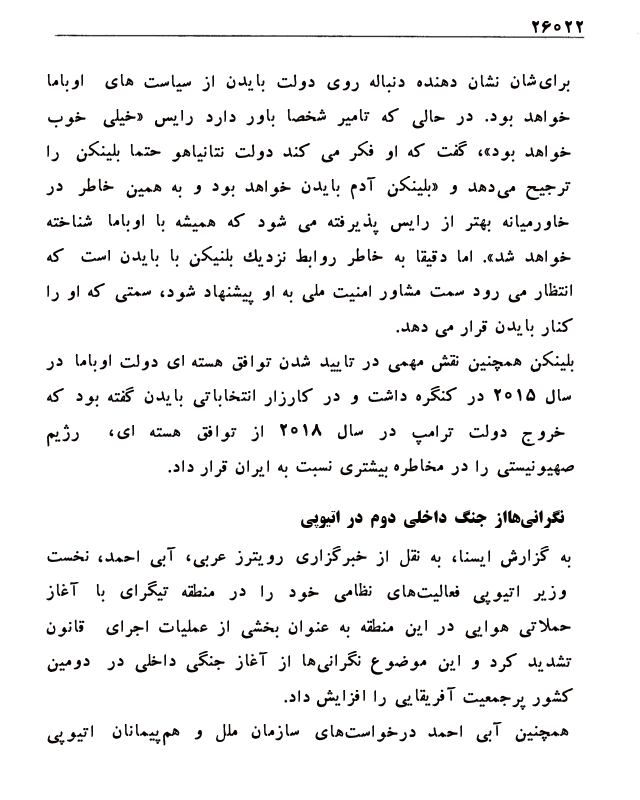 ۲۶۰۲۲
برای‌شان نشان دهنده دنباله روی دولت بایدن از سیاست های اوباما
خواهد بود. در حالی که تامیر شخصا باور دارد رایس «خیلی خوب
خواهد بود»، گفت که او فکر می کند دولت نتانیاهو حتما بلینکن را
ترجیح می‌دهد و «بلینکن آدم بایدن خواهد بود و به همین خاطر در
خاورمیانه بهتر از رایس پذیرفته می شود که همیشه با اوباما شناخته
خواهد شد». اما دقیقا به خاطر روابط نزدیك بلنیکن با بایدن است که
انتظار می رود سمت مشاور امنیت ملی به او پیشنهاد شود، سمتی که او را
کنار بایدن قرار می دهد.
بلینکن همچنین نقش مهمی در تایید شدن توافق هسته ای دولت اوباما در
سال ۲۰۱۵ در کنگره داشت و در کارزار انتخاباتی بایدن گفته بود که
خروج دولت ترامپ در سال ۲۰۱۸ از توافق هسته ای، رژیم
صهیونیستی را در مخاطره بیشتری نسبت به ایران قرار داد.
نگرانی‌هااز جنگ داخلی دوم در اتیوپی
به گزارش ایسنا، به نقل از خبرگزاری رویترز عربی، آبی احمد، نخست
وزیر اتیوپی فعالیت‌های نظامی خود را در منطقه تیگرای با آغاز
حملاتی هوایی در این منطقه به عنوان بخشی از عملیات اجرای قانون
تشدید کرد و این موضوع نگرانی‌ها از آغاز جنگی داخلی در دومین
کشور پرجمعیت آفریقایی را افزایش داد.
همچنین آبی احمد درخواست‌های سازمان ملل و هم‌پیمانان اتیوپی